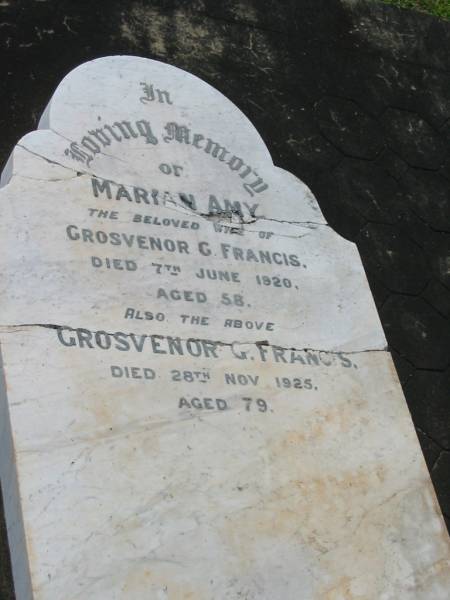 In
Loving Memory
OF
MARIAN AMY
THE BELOVED WIFE OF
GROSVENOR G. FRANCIS.
DIED 7TH JUNE 1920,
AGED 58.
ALSO, THE ABOVE
GROSVENOR G. FRANCIS.
DIED 28TH NOV 1925,
AGED 79.